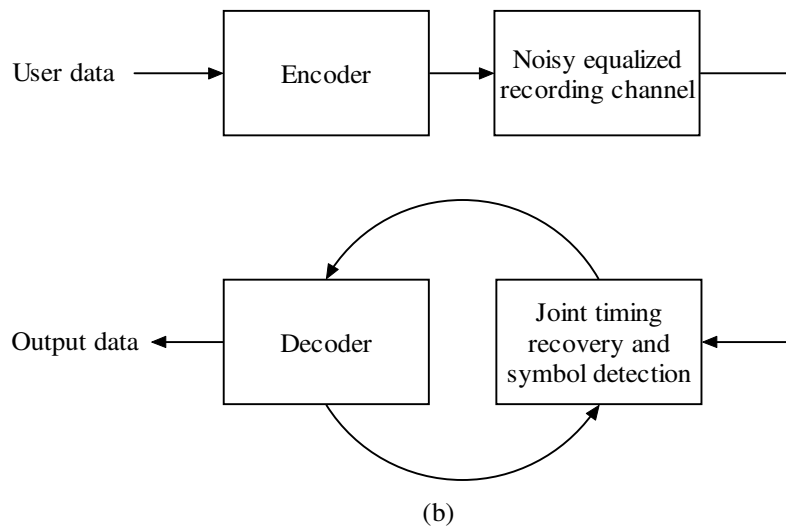 User data
Encoder
Noisy equalized
recording channel
Output data
Decoder
Joint timing
recovery and
symbol detection
(b)